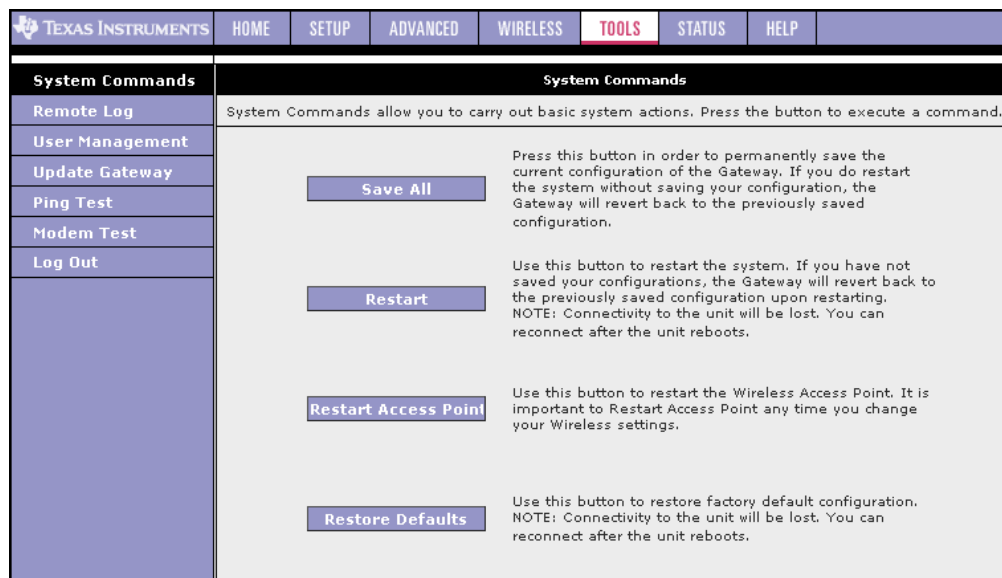 TEXAS INSTRUMENTS HOME SETUP ADVANCED WIRELESS TOOLS STATUS HELP
System Commands
Remote Log
User Management
Update Gateway
Ping Test
Modem Test
Log Out
System Commands
System Commands allow you to carry out basic system actions. Press the button to execute a command.
Save All
Press this button in order to permanently save the
current configuration of the Gateway. If you do restart
the system without saving your configuration, the
Gateway will revert back to the previously saved
configuration.
Restart
Use this button to restart the system. If you have not
saved your configurations, the Gateway will revert back to
the previously saved configuration upon restarting.
NOTE: Connectivity to the unit will be lost. You can
reconnect after the unit reboots.
Restart Access Point
Use this button to restart the Wireless Access Point. It is
important to Restart Access Point any time you change
your Wireless settings.
Restore Defaults
Use this button to restore factory default configuration.
NOTE: Connectivity to the unit will be lost. You can
reconnect after the unit reboots.